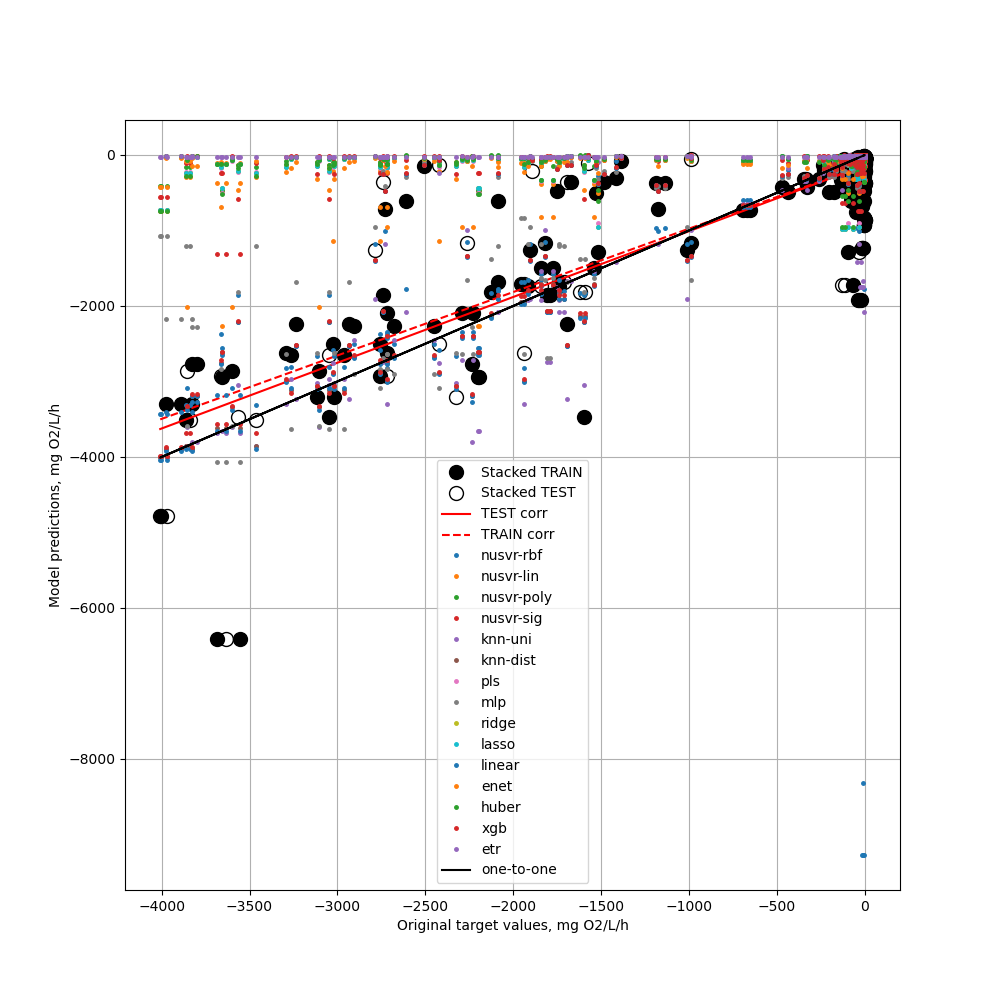 0
−2000
−4000
−6000
−8000
Model predictions, mg O2/L/h
Stacked TRAIN
Stacked TEST
TEST corr
TRAIN corr
nusvr-rbf
nusvr-lin
nusvr-poly
nusvr-sig
knn-uni
knn-dist
pls
mlp
ridge
lasso
linear
enet
huber
xgb
etr
one-to-one
−4000 −3500 −3000 −2500 −2000 −1500 −1000 −500 0
Original target values, mg O2/L/h